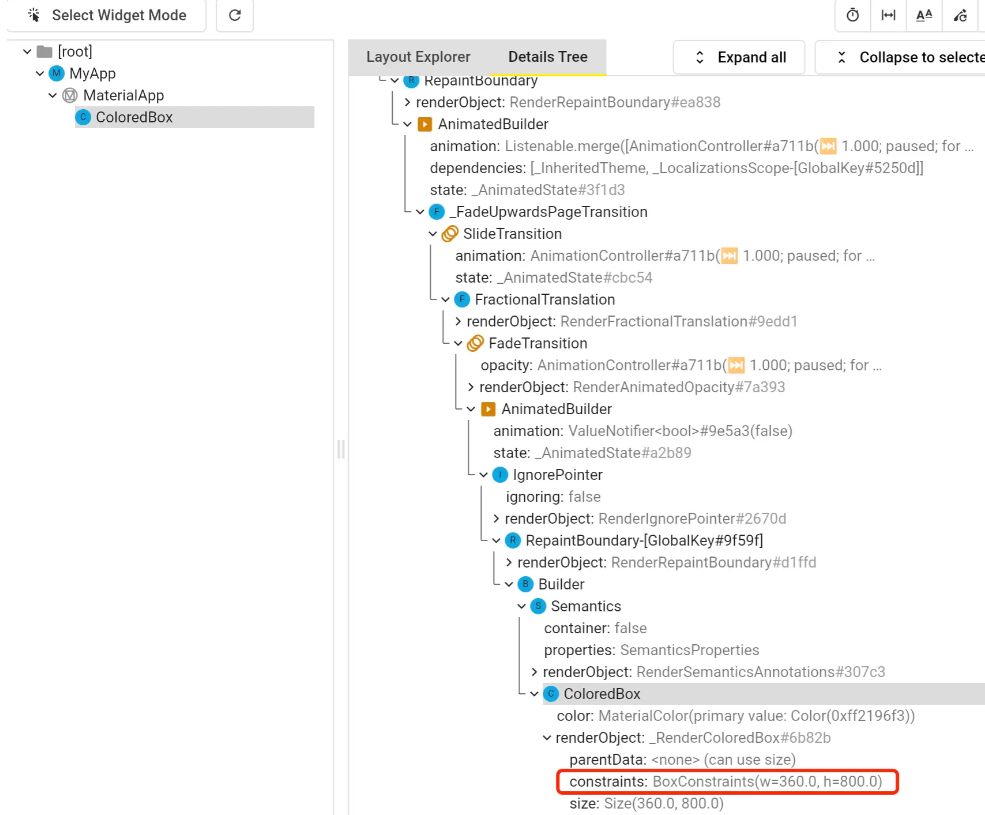 Select Widget Mode
[root]
MyApp
MaterialApp
ColoredBox
Layout Explorer
Details Tree
Expand all
Collapse to selecte
RepaintBoundary
renderObject: RenderRepaintBoundary#ea838
AnimatedBuilder
animation: Listenable.merge([AnimationController#a711b(⏭ 1.000; paused; for …
dependencies: [_InheritedTheme, _LocalizationsScope-[GlobalKey#5250d]]
state: _AnimatedState#3f1d3
_FadeUpwardsPageTransition
SlideTransition
animation: AnimationController#a711b(⏭ 1.000; paused; for …
state: _AnimatedState#cbc54
FractionalTranslation
renderObject: RenderFractionalTranslation#9edd1
FadeTransition
opacity: AnimationController#a711b(⏭ 1.000; paused; for …
renderObject: RenderAnimatedOpacity#7a393
AnimatedBuilder
animation: ValueNotifier<bool>#9e5a3(false)
state: _AnimatedState#a2b89
IgnorePointer
ignoring: false
renderObject: RenderIgnorePointer#2670d
RepaintBoundary-[GlobalKey#9f59f]
renderObject: RenderRepaintBoundary#d1ffd
Builder
Semantics
container: false
properties: SemanticsProperties
renderObject: RenderSemanticsAnnotations#307c3
ColoredBox
color: MaterialColor(primary value: Color(0xff2196f3))
renderObject: _RenderColoredBox#6b82b
parentData: <none> (can use size)
constraints: BoxConstraints(w=360.0, h=800.0)
size: Size(360.0, 800.0)